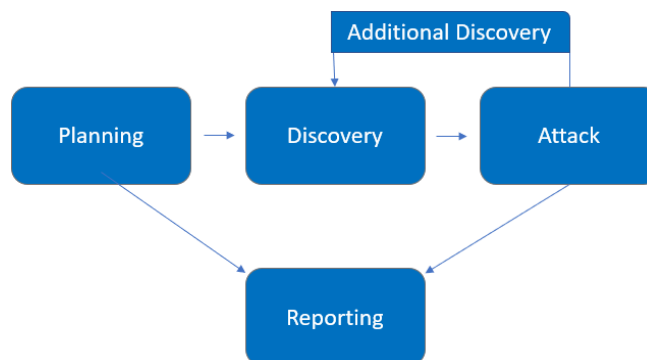 Additional Discovery
Planning
Discovery
Attack
Reporting